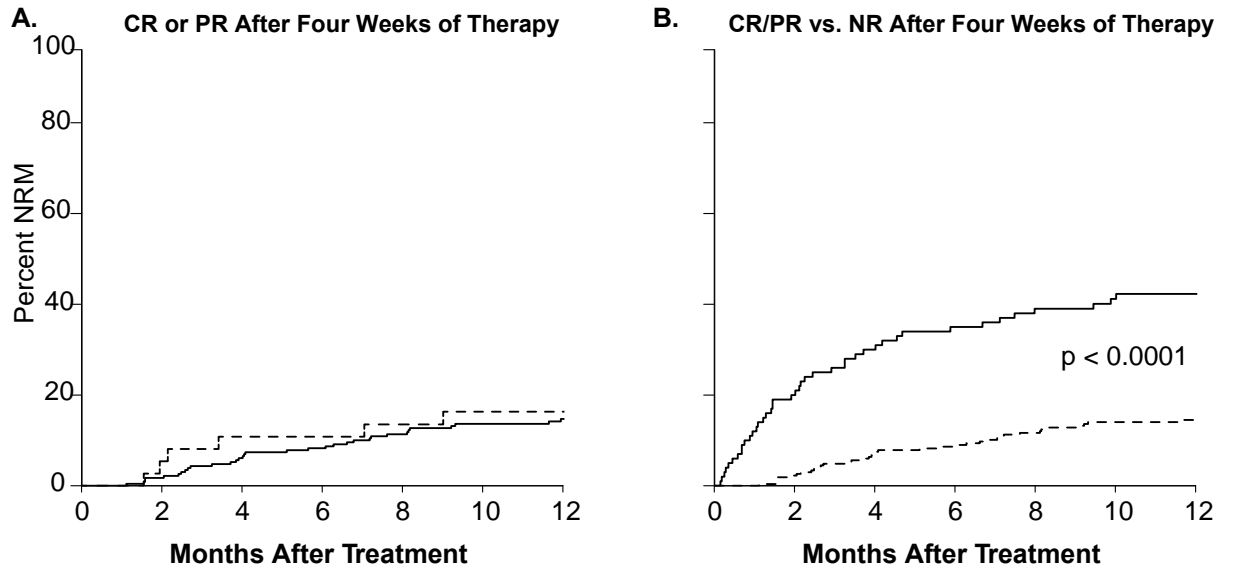 A. CR or PR After Four Weeks of Therapy
100
80
60
40
20
0
Percent NRM
0 2 4 6 8 10 12
Months After Treatment
B. CR/PR vs. NR After Four Weeks of Therapy
p < 0.0001
0 2 4 6 8 10 12
Months After Treatment